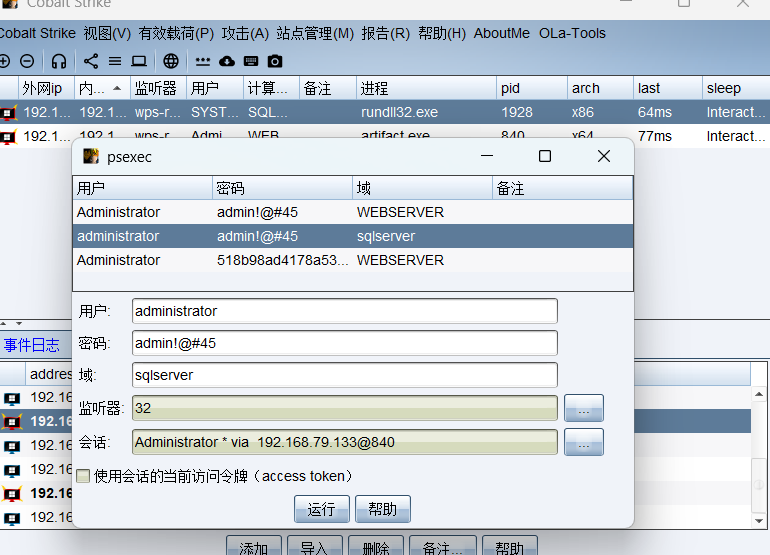 Cobalt Strike
Cobalt Strike 视图(V) 有效载荷(P) 攻击(A) 站点管理(M) 报告(R) 帮助(H) AboutMe OLa-Tools
外网ip 内... 监听器 用户 计算... 备注 进程 pid arch last sleep
192.1... 192.1... wps-r... SYST... SQL... rundll32.exe 1928 x86 64ms Interact...
192.1... 192.1... wps-r... Admi... WEB... artifact.exe 840 x64 77ms Interact...
psexec
用户 密码 域 备注
Administrator admin!@#45 WEBSERVER
administrator admin!@#45 sqlserver
Administrator 518b98ad4178a53... WEBSERVER
用户: administrator
密码: admin!@#45
域: sqlserver
监听器: 32 ...
会话: Administrator * via 192.168.79.133@840 ...
使用会话的当前访问令牌（access token）
运行 帮助
事件日志
addres
192.16
192.16
192.16
192.16
192.16
192.16
添加 导入 删除 备注... 帮助